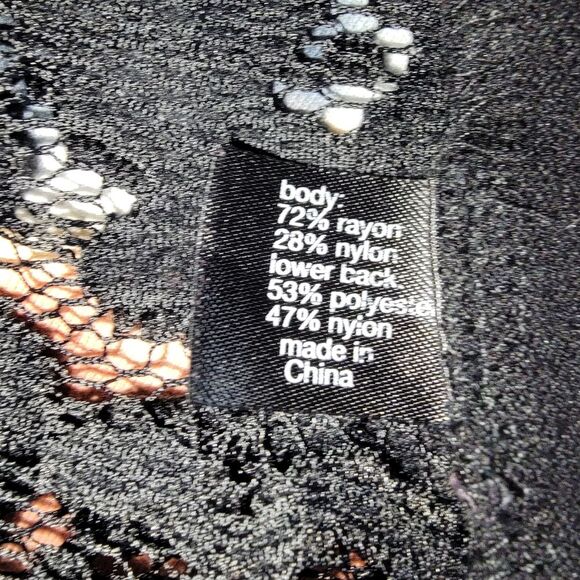 body:
72% rayon
28% nylon
lower back:
53% polyester
47% nylon
made in
China